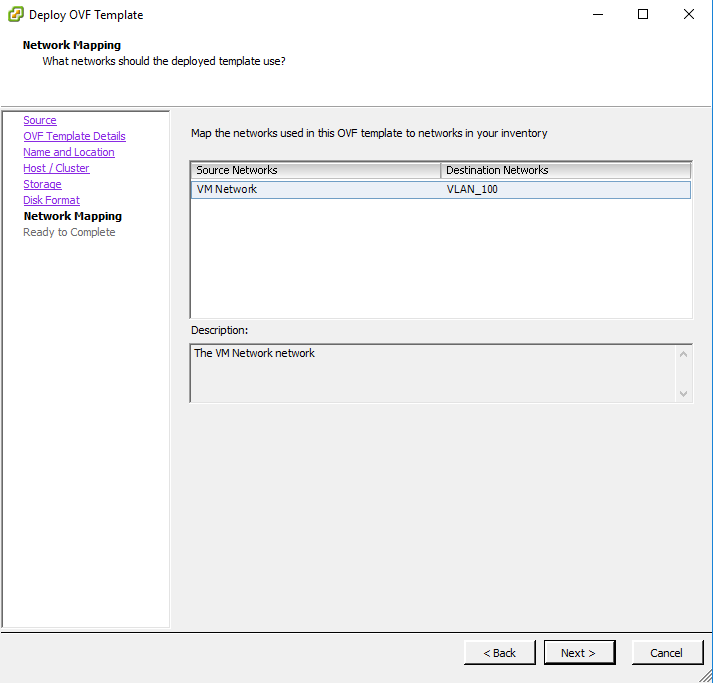 Deploy OVF Template
Network Mapping
What networks should the deployed template use?
Source
OVF Template Details
Name and Location
Host / Cluster
Storage
Disk Format
Network Mapping
Ready to Complete
Map the networks used in this OVF template to networks in your inventory
Source Networks Destination Networks
VM Network VLAN_100
Description:
The VM Network network
< Back Next > Cancel